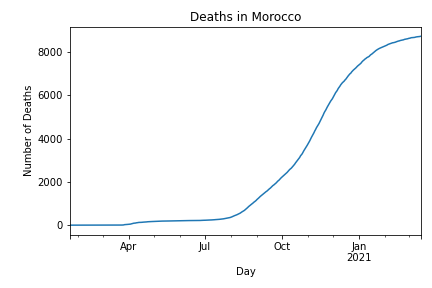 Deaths in Morocco
Number of Deaths
8000
6000
4000
2000
0
Apr
Jul
Oct
Jan
2021
Day